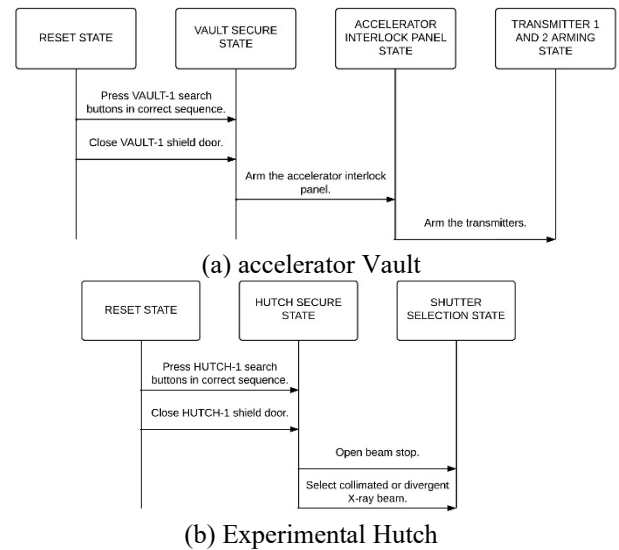 RESET STATE
VAULT SECURE
STATE
ACCELERATOR
INTERLOCK PANEL
STATE
TRANSMITTER 1
AND 2 ARMING
STATE
Press VAULT-1 search
buttons in correct sequence.
Close VAULT-1 shield door.
Arm the accelerator interlock
panel.
Arm the transmitters.
(a) accelerator Vault
RESET STATE
HUTCH SECURE
STATE
SHUTTER
SELECTION STATE
Press HUTCH-1 search
buttons in correct sequence.
Close HUTCH-1 shield door.
Open beam stop.
Select collimated or divergent
X-ray beam.
(b) Experimental Hutch